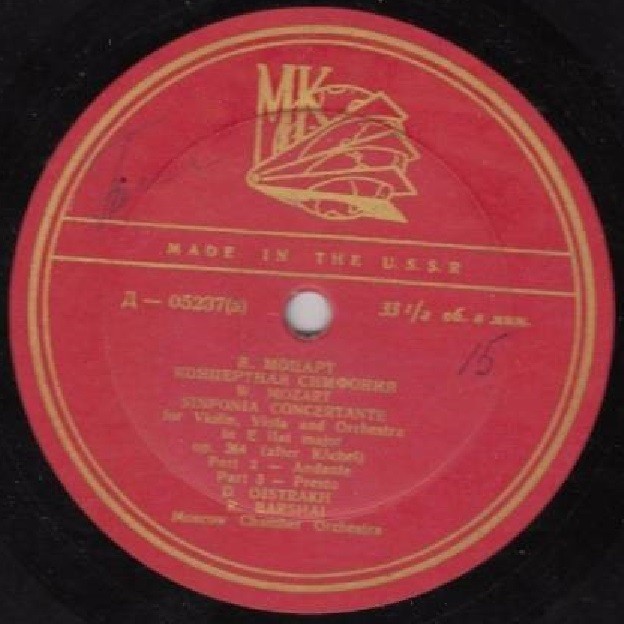 МК
MADE IN THE U.S.S.R
Д — 05237(а)
33 1/3 об. в мин.
15
В. МОЦАРТ
КОНЦЕРТНАЯ СИМФОНИЯ
W. MOZART
SINFONIA CONCERTANTE
for Violin, Viola and Orchestra
in E flat major
op. 364 (after Köchel)
Part 2 — Andante
Part 3 — Presto
D. OISTRAKH
R. BARSHAI
Moscow Chamber Orchestra